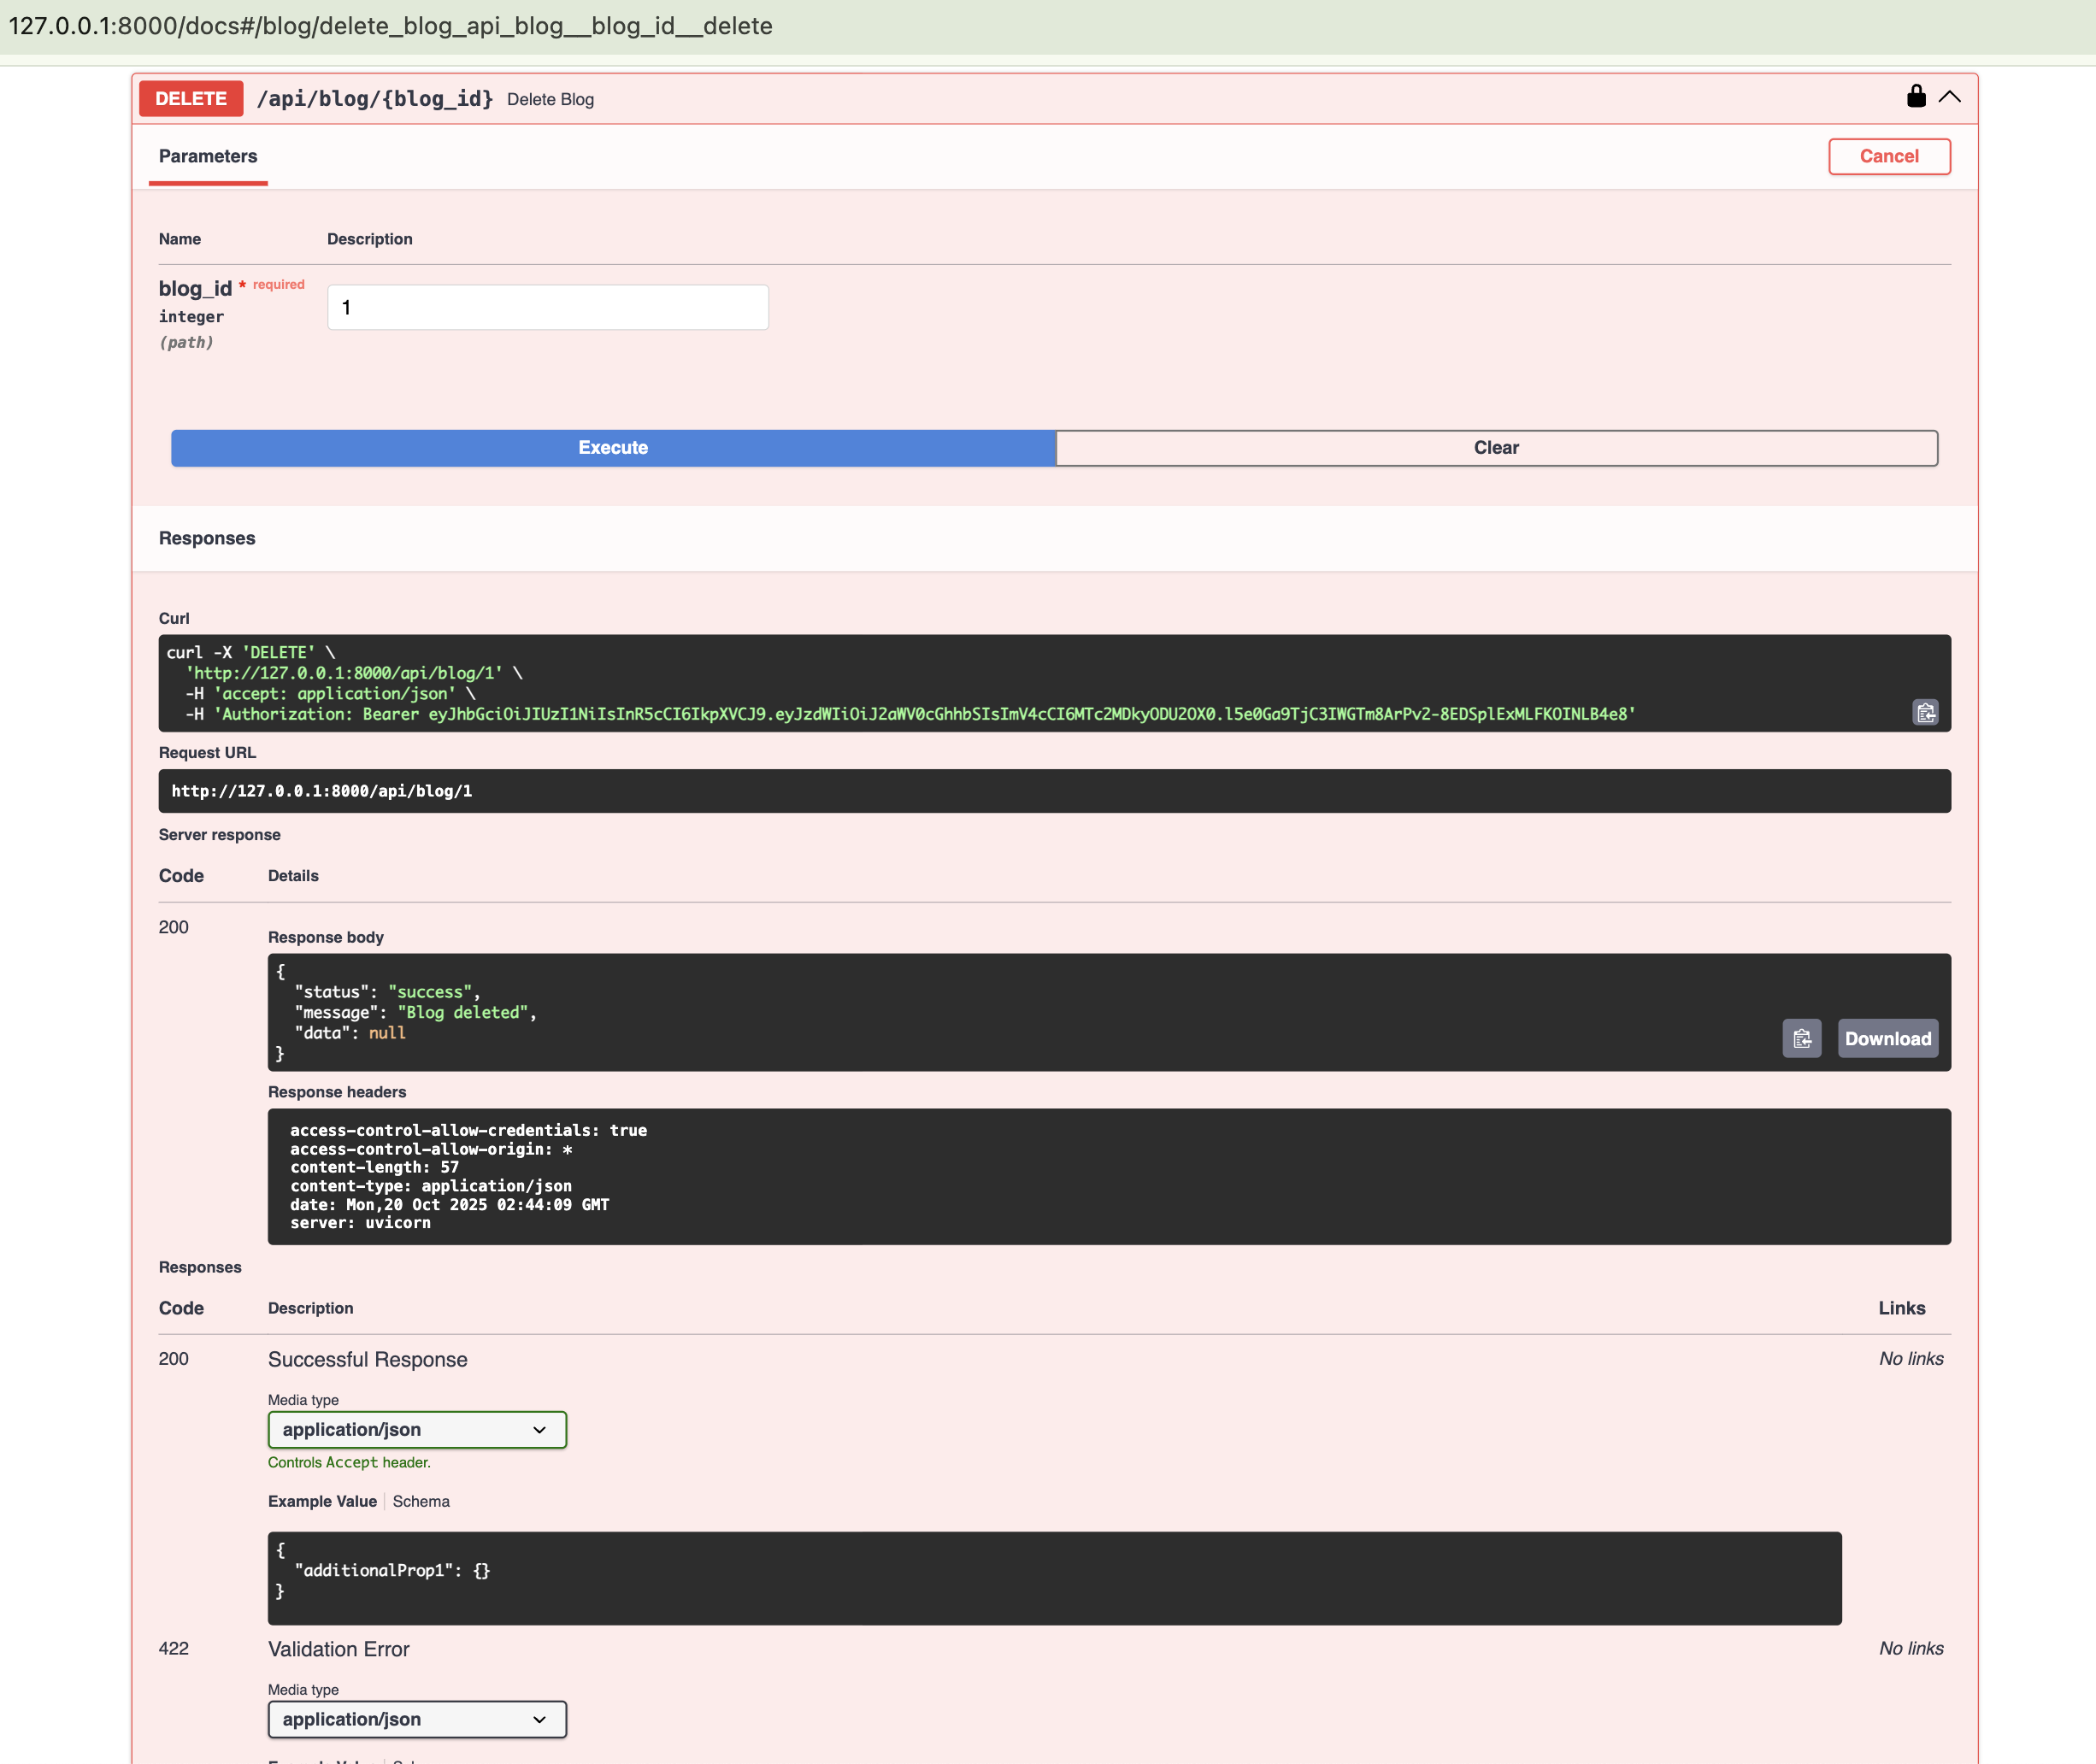 127.0.0.1:8000/docs#/blog/delete_blog_api_blog__blog_id__delete
DELETE /api/blog/{blog_id} Delete Blog
Parameters
Cancel
Name Description
blog_id * required
integer
(path)
1
Execute Clear
Responses
Curl
curl -X 'DELETE' \
'http://127.0.0.1:8000/api/blog/1' \
-H 'accept: application/json' \
-H 'Authorization: Bearer eyJhbGciOiJIUzI1NiIsInR5cCI6IkpXVCJ9.eyJzdWIiOiJ2aWV0cGhhbSIsImV4cCI6MTc2MDkyODU2OX0.l5e0Ga9TjC3IWGTm8ArPv2-8EDSplExMLFKOINLB4e8'
Request URL
http://127.0.0.1:8000/api/blog/1
Server response
Code Details
200
Response body
{
"status": "success",
"message": "Blog deleted",
"data": null
}
Download
Response headers
access-control-allow-credentials: true
access-control-allow-origin: *
content-length: 57
content-type: application/json
date: Mon,20 Oct 2025 02:44:09 GMT
server: uvicorn
Responses
Code Description Links
200 Successful Response No links
Media type
application/json
Controls Accept header.
Example Value Schema
{
"additionalProp1": {}
}
422 Validation Error No links
Media type
application/json